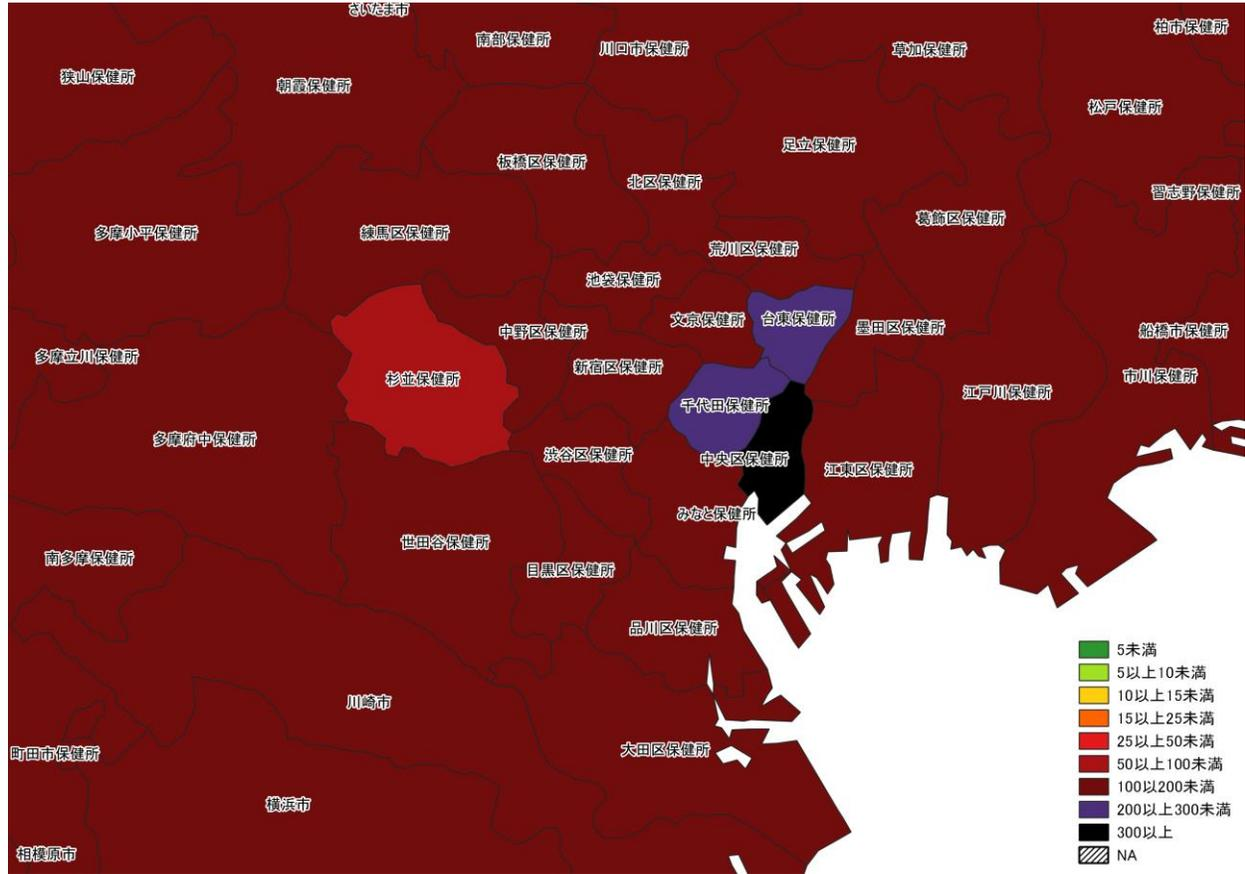 さいたま市
柏市保健所
南部保健所
川口市保健所
草加保健所
狭山保健所
朝霞保健所
松戸保健所
足立保健所
板橋区保健所
北区保健所
習志野保健所
葛飾区保健所
多摩小平保健所
練馬区保健所
荒川区保健所
池袋保健所
文京保健所
台東保健所
中野区保健所
墨田区保健所
船橋市保健所
多摩立川保健所
新宿区保健所
杉並保健所
市川保健所
江戸川保健所
千代田保健所
多摩府中保健所
渋谷区保健所
中央区保健所
江東区保健所
みなと保健所
世田谷保健所
南多摩保健所
目黒区保健所
品川区保健所
川崎市
大田区保健所
町田市保健所
横浜市
相模原市
5未満
5以上10未満
10以上15未満
15以上25未満
25以上50未満
50以上100未満
100以200未満
200以上300未満
300以上
NA